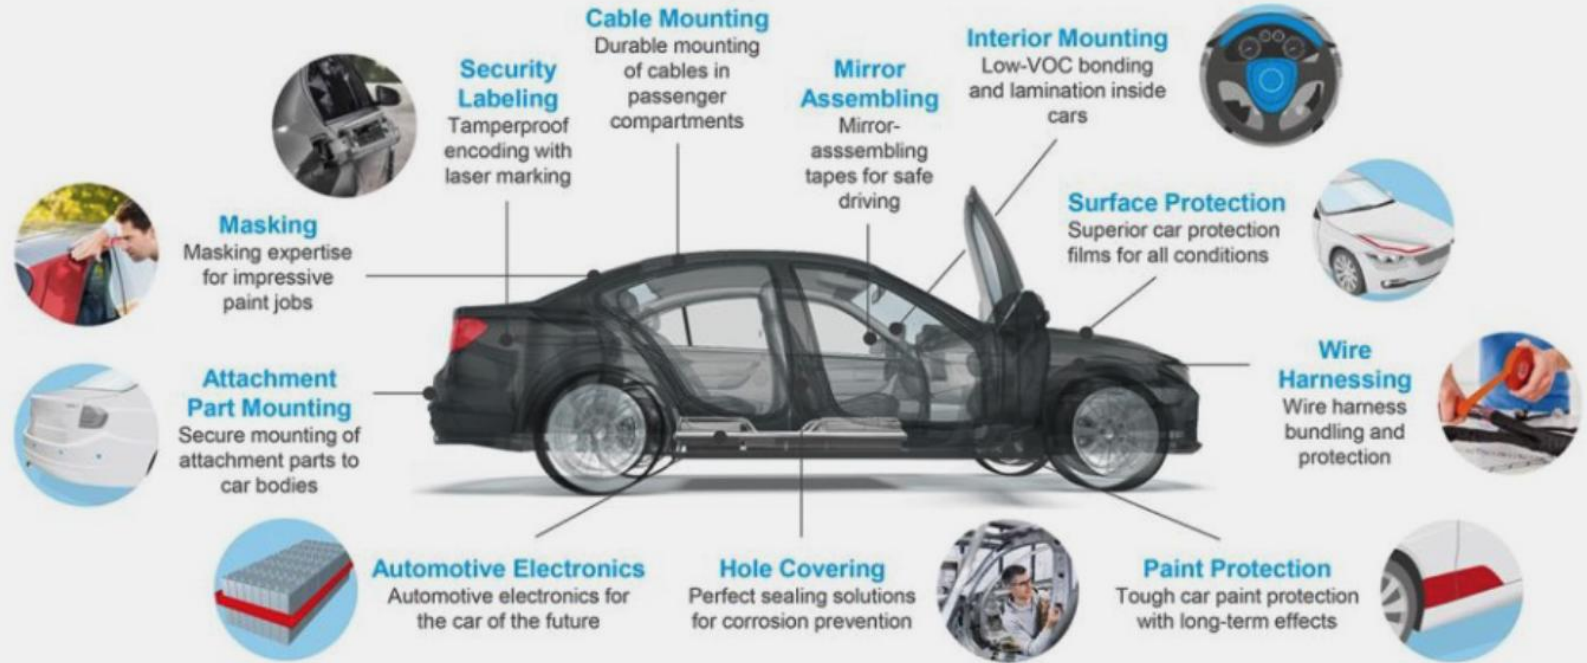 Cable Mounting
Durable mounting
of cables in
passenger
compartments
Interior Mounting
Low-VOC bonding
and lamination inside
cars
Security
Labeling
Tamperproof
encoding with
laser marking
Mirror
Assembling
Mirror-
asssembling
tapes for safe
driving
Masking
Masking expertise
for impressive
paint jobs
Surface Protection
Superior car protection
films for all conditions
Attachment
Part Mounting
Secure mounting of
attachment parts to
car bodies
Wire
Harnessing
Wire harness
bundling and
protection
Automotive Electronics
Automotive electronics for
the car of the future
Hole Covering
Perfect sealing solutions
for corrosion prevention
Paint Protection
Tough car paint protection
with long-term effects